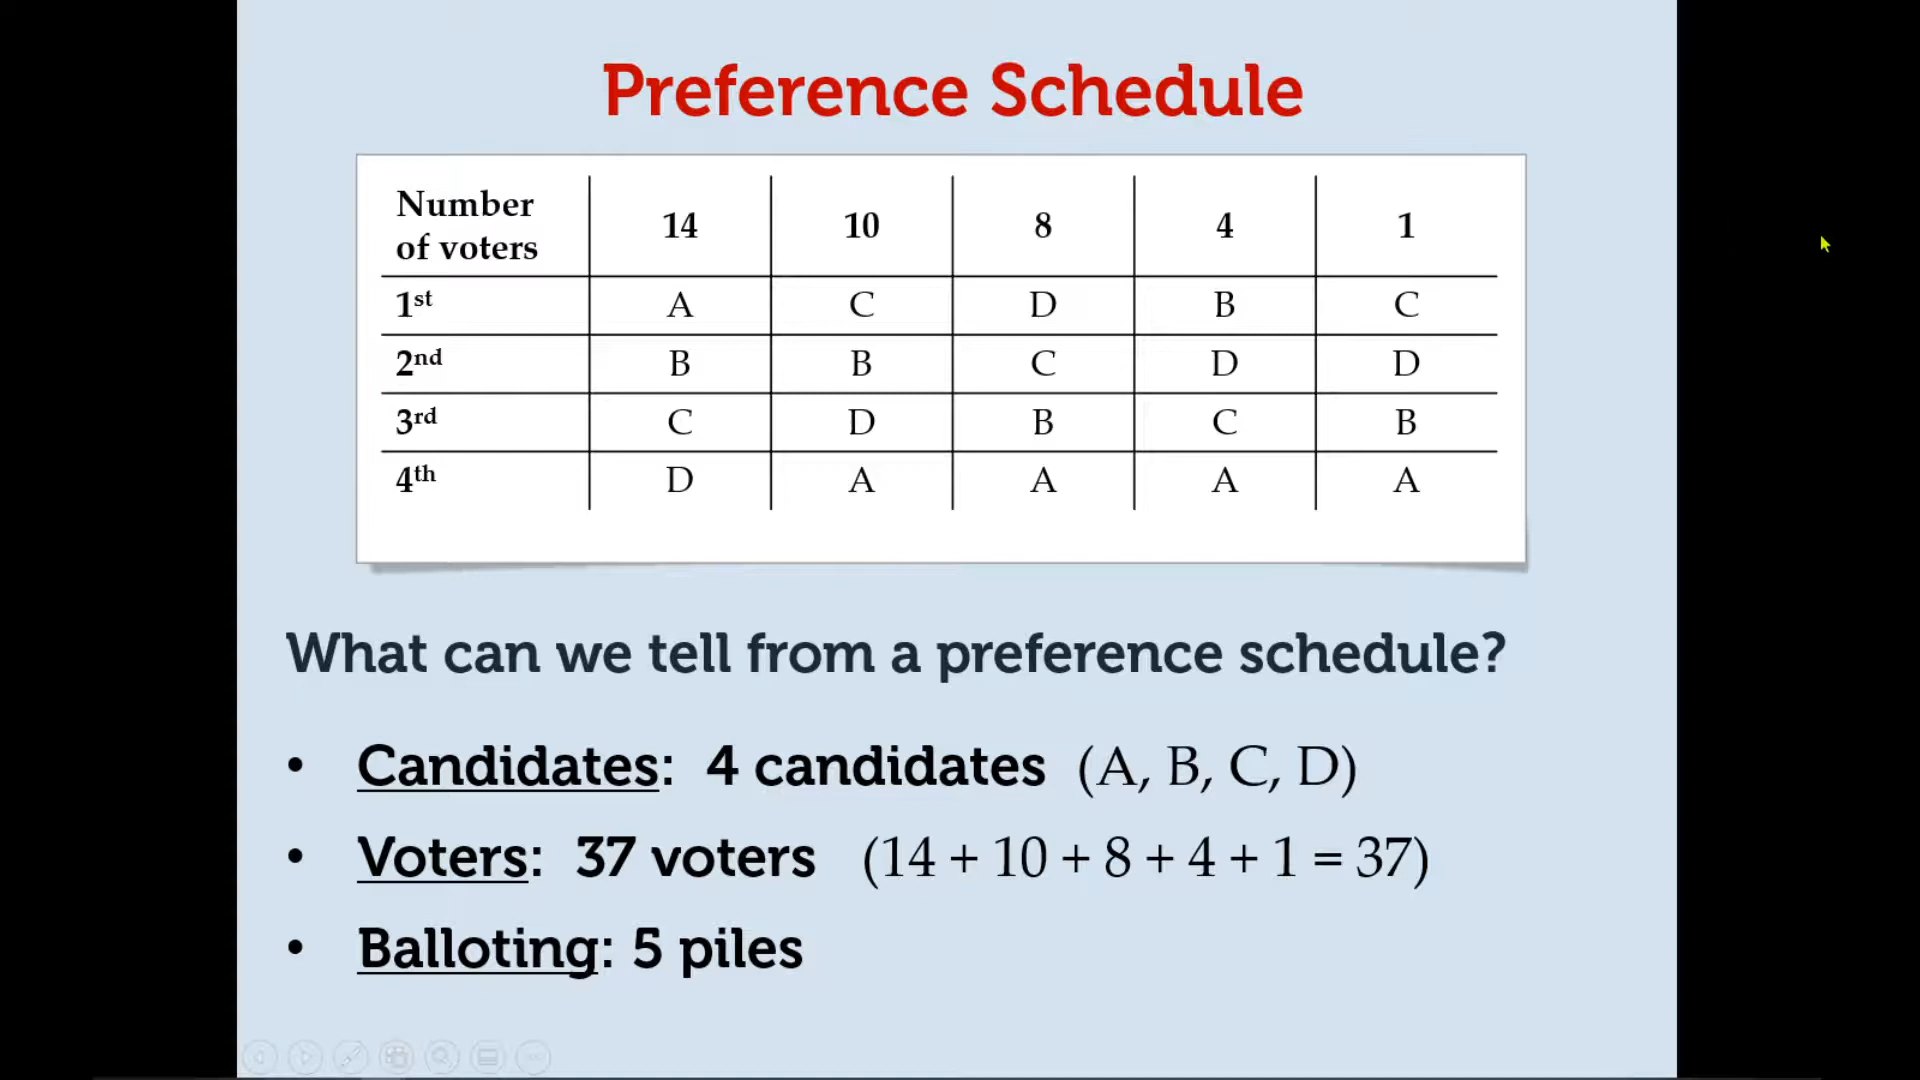 Preference Schedule
Number of voters 14 10 8 4 1
1st A C D B C
2nd B B C D D
3rd C D B C B
4th D A A A A
What can we tell from a preference schedule?
• Candidates: 4 candidates (A, B, C, D)
• Voters: 37 voters (14 + 10 + 8 + 4 + 1 = 37)
• Balloting: 5 piles